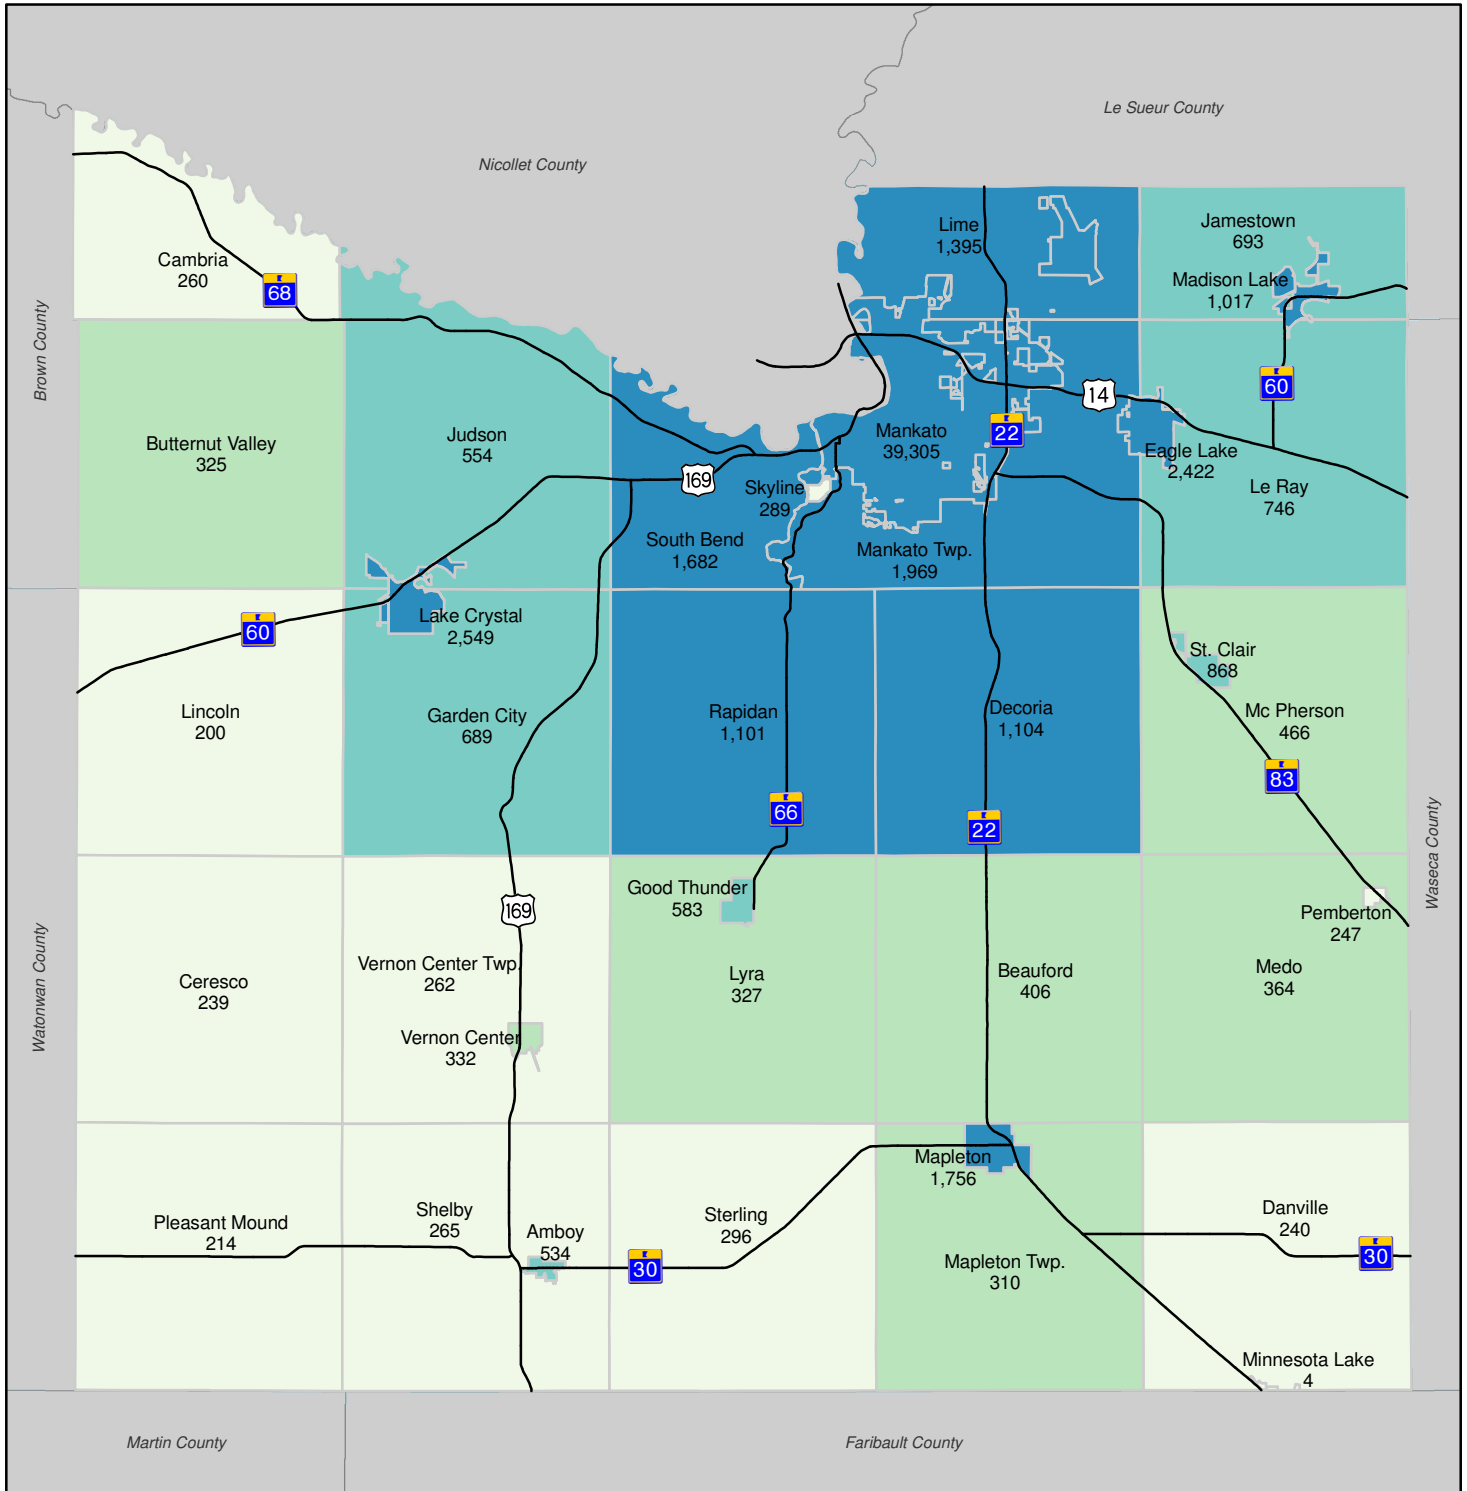 Le Sueur County
Nicollet County
Brown County
Cambria
260
68
Lime
1,395
Jamestown
693
Madison Lake
1,017
Butternut Valley
325
Judson
554
169
Skyline
289
South Bend
1,682
Mankato
39,305
22
14
60
Eagle Lake
2,422
Le Ray
746
Mankato Twp.
1,969
60
Lake Crystal
2,549
Lincoln
200
Garden City
689
Rapidan
1,101
66
Decoria
1,104
22
St. Clair
868
Mc Pherson
466
83
Waseca County
Watonwan County
169
Good Thunder
583
Pemberton
247
Ceresco
239
Vernon Center Twp.
262
Vernon Center
332
Lyra
327
Beauford
406
Medo
364
Mapleton
1,756
Pleasant Mound
214
Shelby
265
Amboy
534
30
Sterling
296
Mapleton Twp.
310
Danville
240
30
Minnesota Lake
4
Martin County
Faribault County